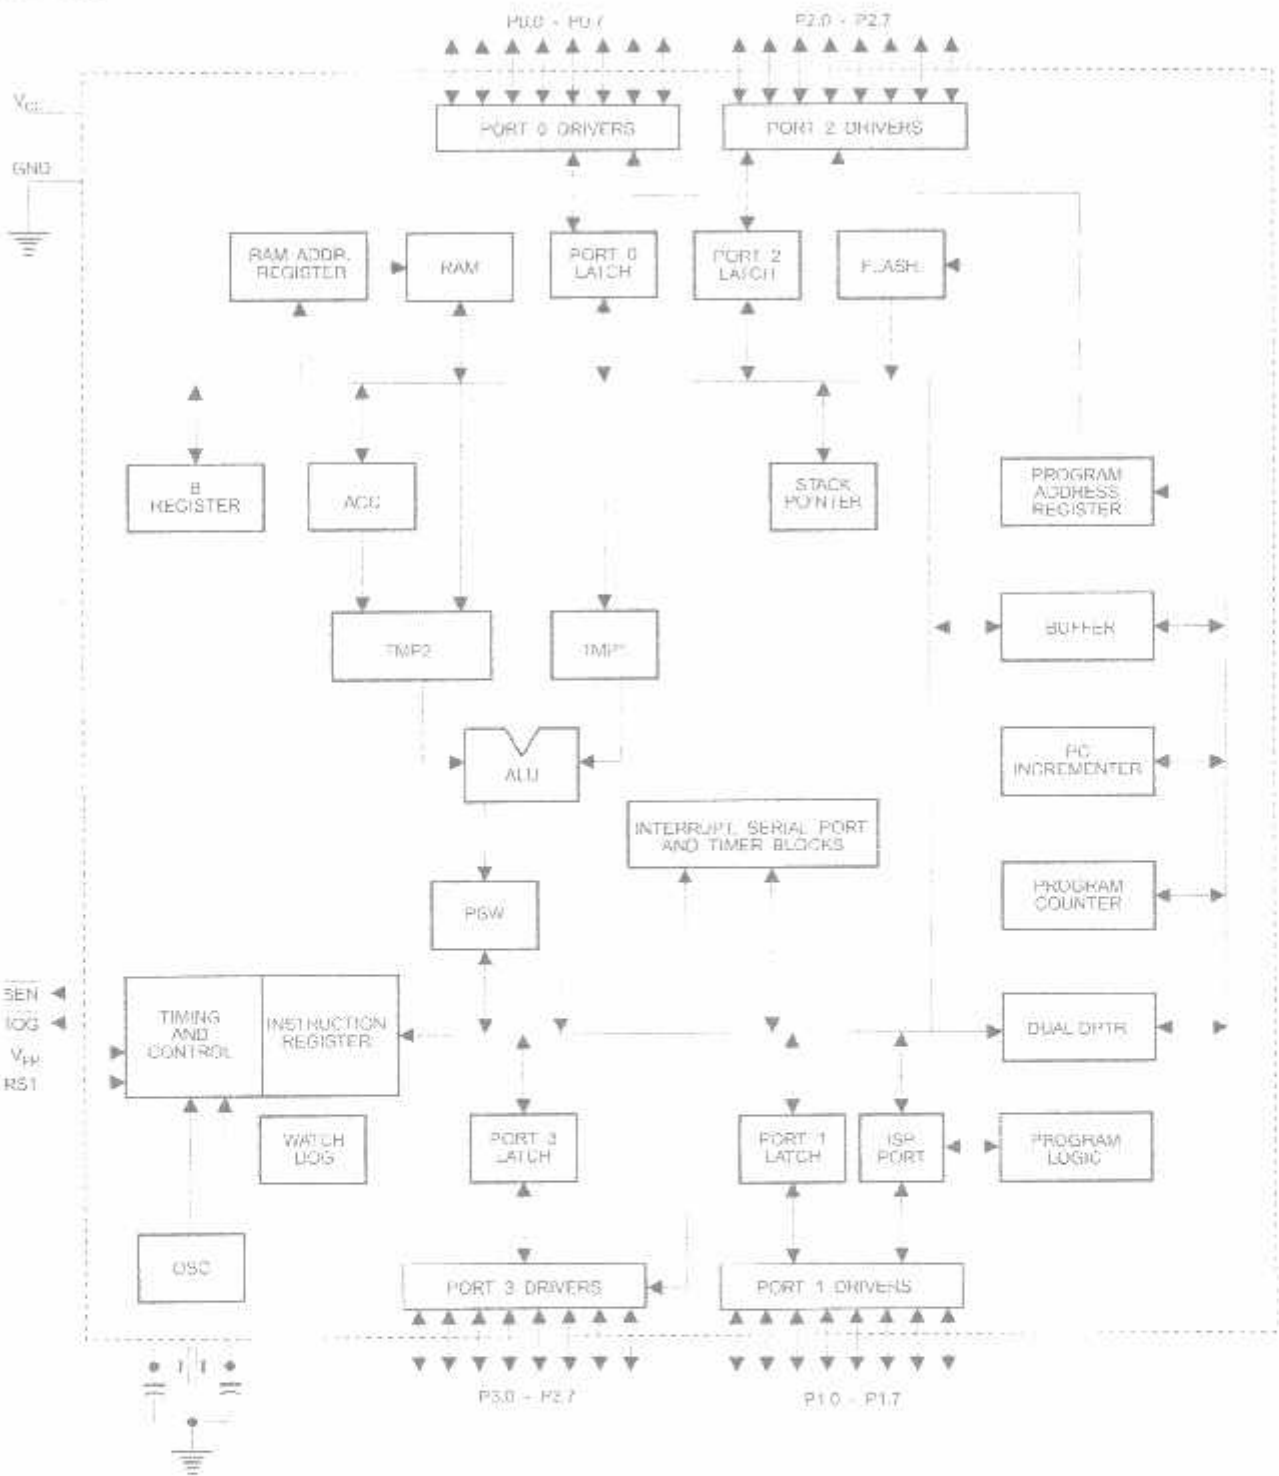 P0.0 - P0.7
P2.0 - P2.7
VCC
PORT 0 DRIVERS
PORT 2 DRIVERS
GND
RAM ADDR.
REGISTER
RAM
PORT 0
LATCH
PORT 2
LATCH
FLASH
B
REGISTER
ACC
STACK
POINTER
PROGRAM
ADDRESS
REGISTER
BUFFER
TMP2
TMP1
PC
INCREMENTER
ALU
INTERRUPT, SERIAL PORT
AND TIMER BLOCKS
PROGRAM
COUNTER
PSW
SEN
TIMING
AND
CONTROL
INSTRUCTION
REGISTER
DUAL DPTR
VPP
RST
WATCH
DOG
PORT 3
LATCH
PORT 1
LATCH
ISP
PORT
PROGRAM
LOGIC
OSC
PORT 3 DRIVERS
PORT 1 DRIVERS
P3.0 - P3.7
P1.0 - P1.7